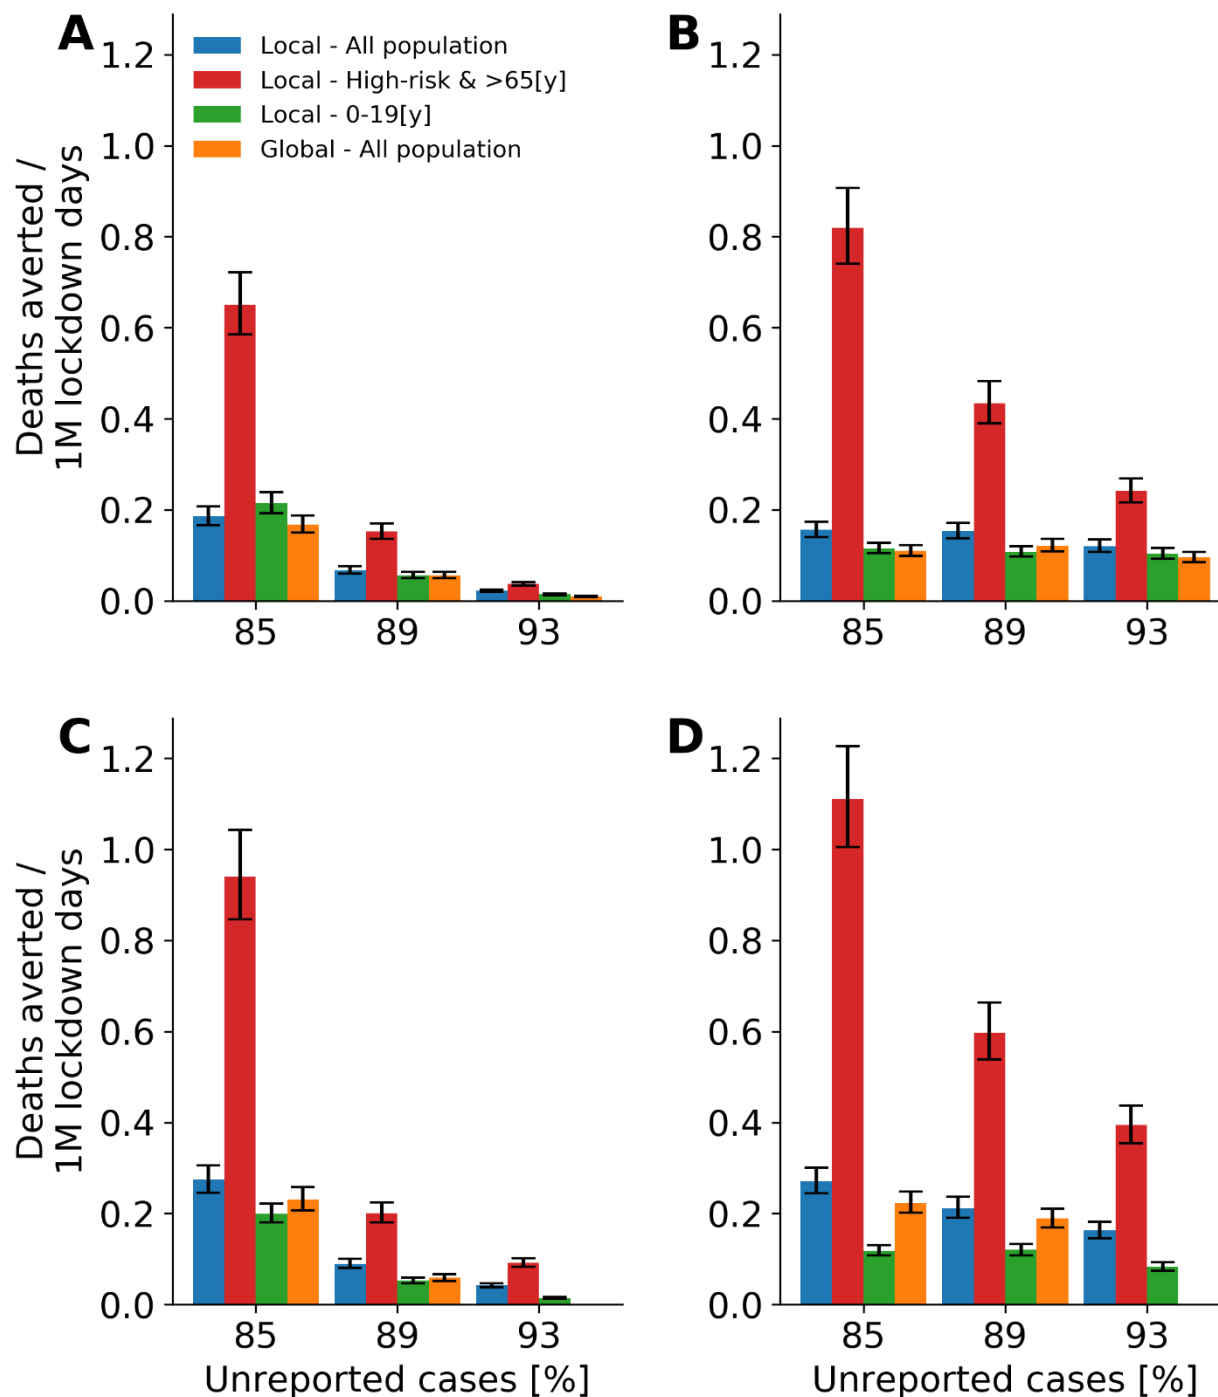 A
Local - All population
Local - High-risk & >65[y]
Local - 0-19[y]
Global - All population
Deaths averted /
1M lockdown days
1.2
1.0
0.8
0.6
0.4
0.2
0.0
85 89 93
B
1.2
1.0
0.8
0.6
0.4
0.2
0.0
85 89 93
C
Deaths averted /
1M lockdown days
1.2
1.0
0.8
0.6
0.4
0.2
0.0
85 89 93
Unreported cases [%]
D
1.2
1.0
0.8
0.6
0.4
0.2
0.0
85 89 93
Unreported cases [%]